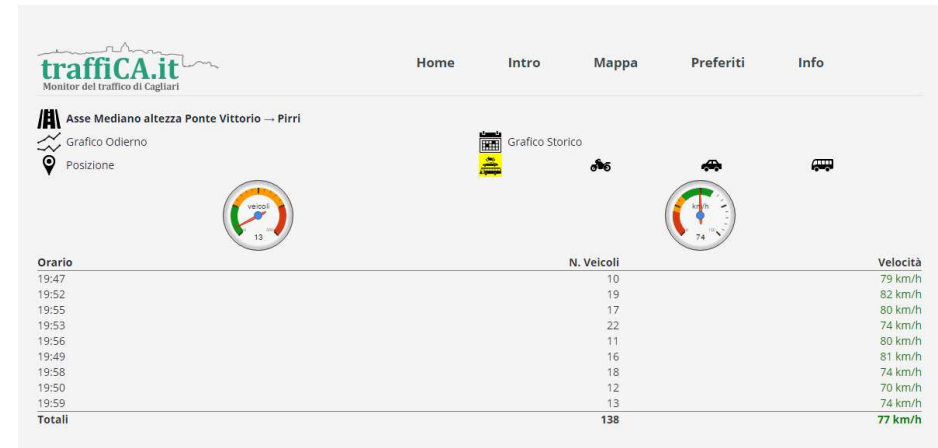 traffiCA.it
Monitor del traffico di Cagliari
Home Intro Mappa Preferiti Info
Asse Mediano altezza Ponte Vittorio → Pirri
Grafico Odierno Grafico Storico
Posizione
veicoli km/h
13 74
Orario N. Veicoli Velocità
19:47 10 79 km/h
19:52 19 82 km/h
19:55 17 80 km/h
19:53 22 74 km/h
19:56 11 80 km/h
19:49 16 81 km/h
19:58 18 74 km/h
19:50 12 70 km/h
19:59 13 74 km/h
Totali 138 77 km/h